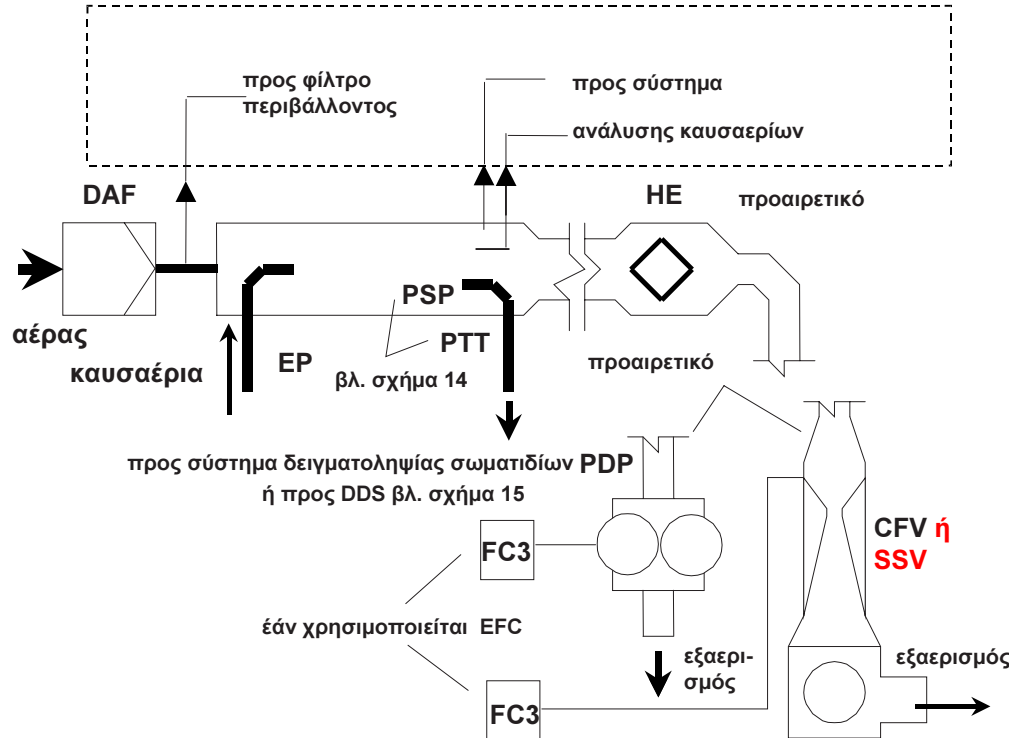 προς φίλτρο
περιβάλλοντος
προς σύστημα
ανάλυσης καυσαερίων
DAF
HE
προαιρετικό
αέρας
καυσαέρια
EP
PSP
PTT
βλ. σχήμα 14
προαιρετικό
προς σύστημα δειγματοληψίας σωματιδίων PDP
ή προς DDS βλ. σχήμα 15
CFV ή
SSV
FC3
έάν χρησιμοποιείται EFC
εξαερι-
σμός
εξαερισμός
FC3